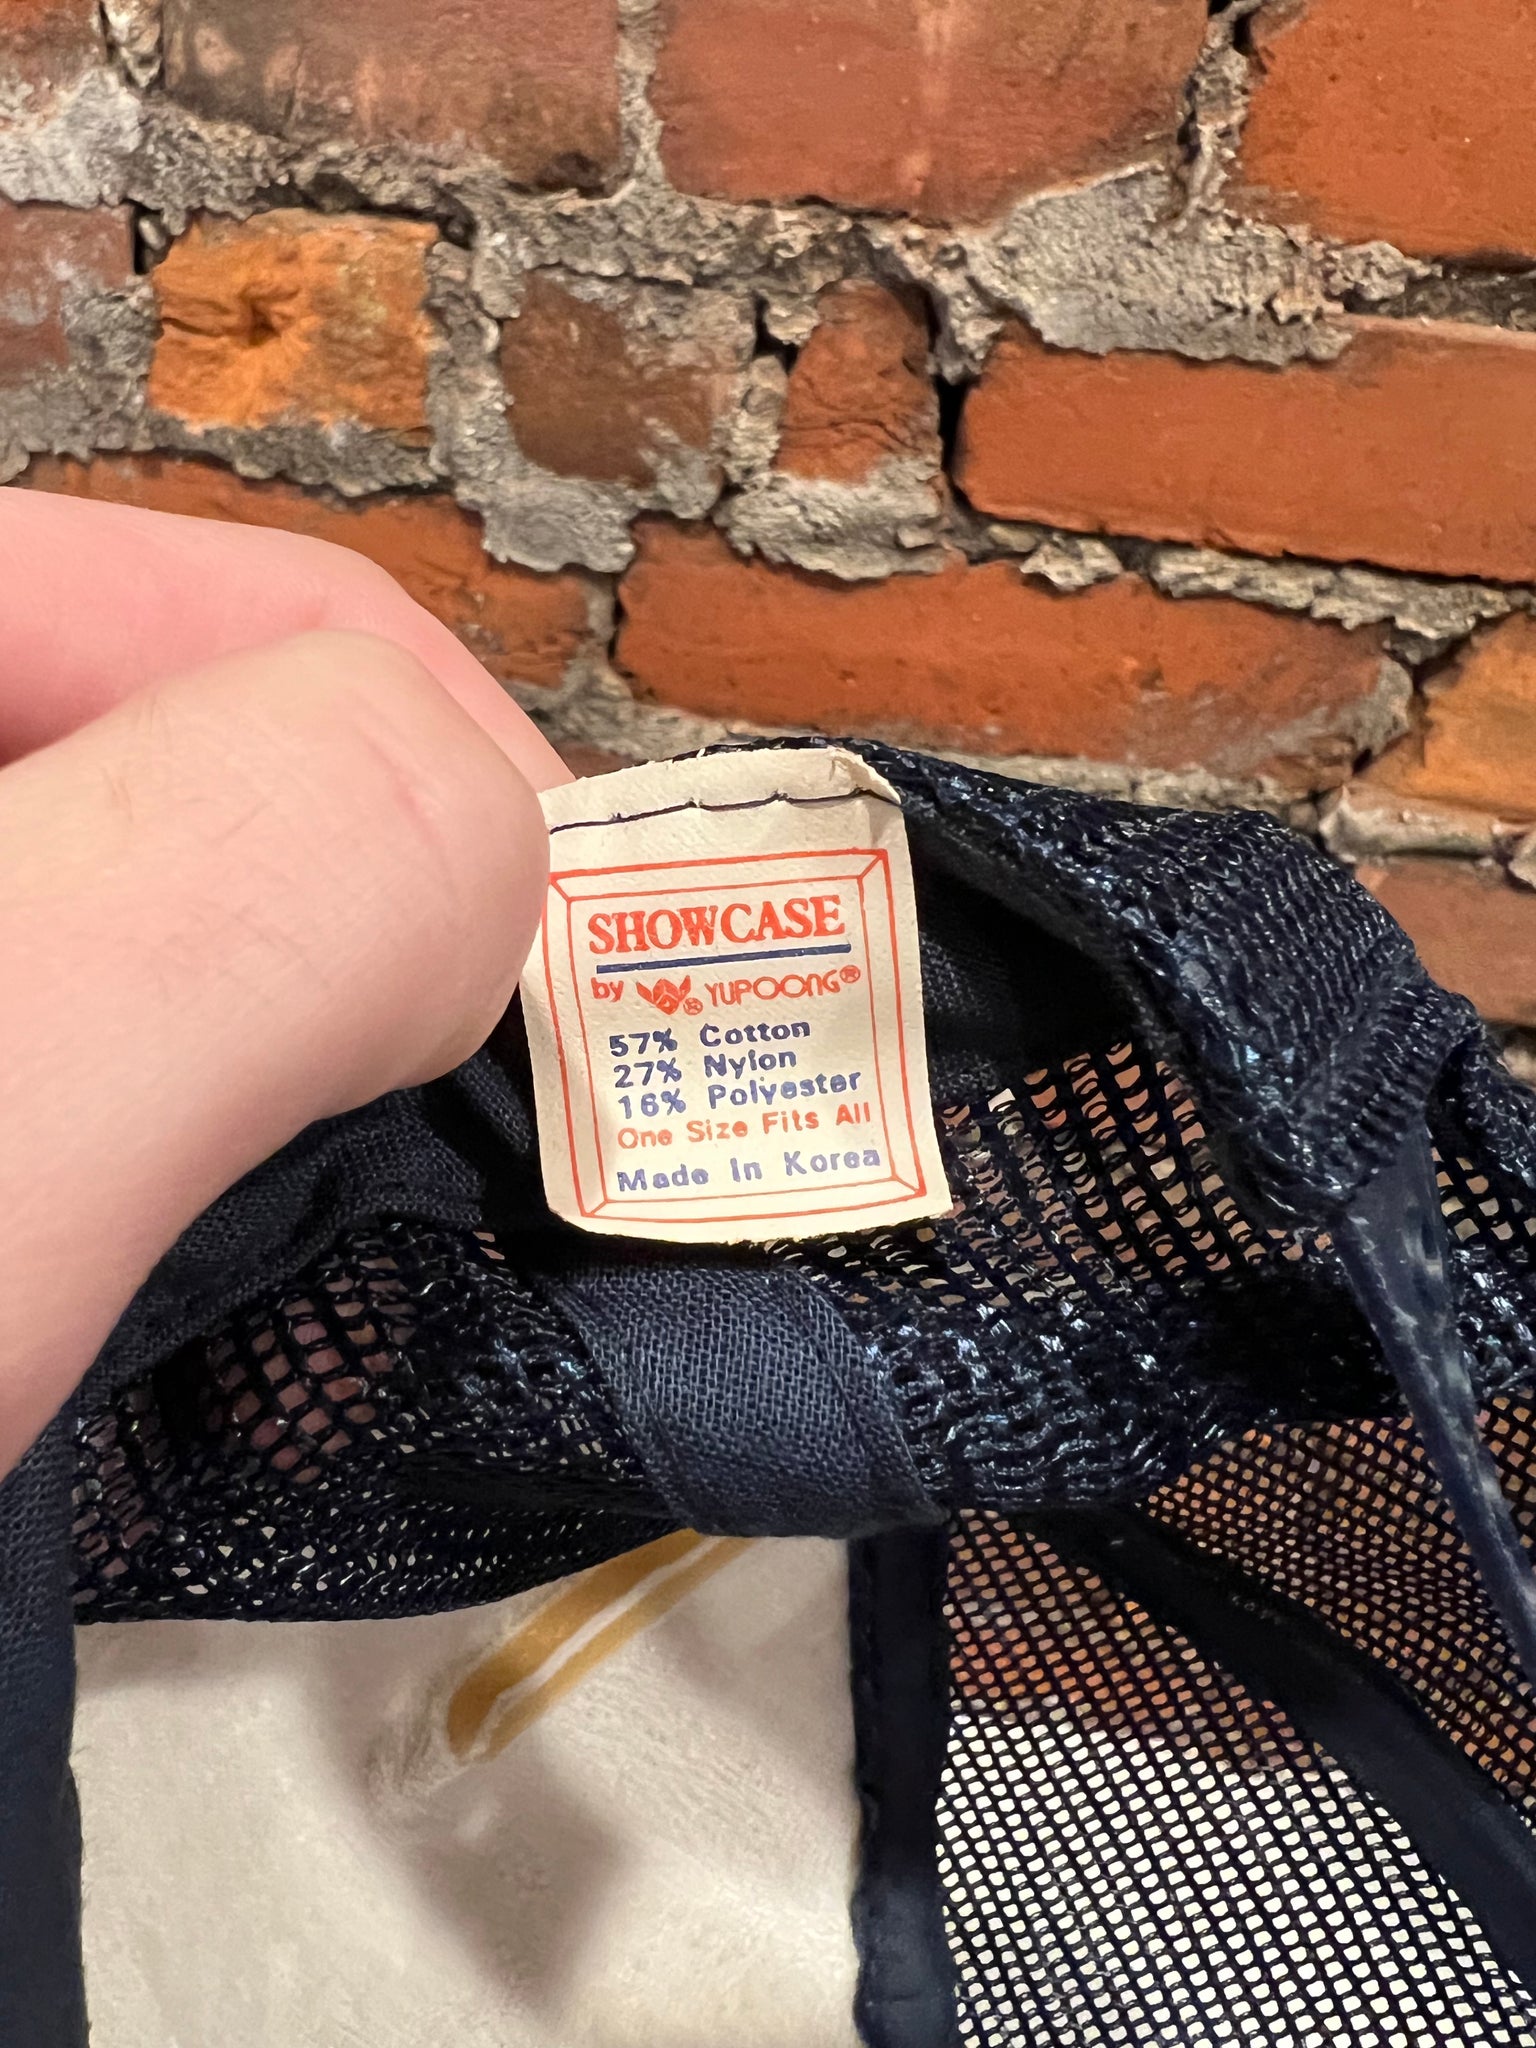 SHOWCASE
by ® YUPOONG®
57% Cotton
27% Nylon
16% Polyester
One Size Fits All
Made In Korea